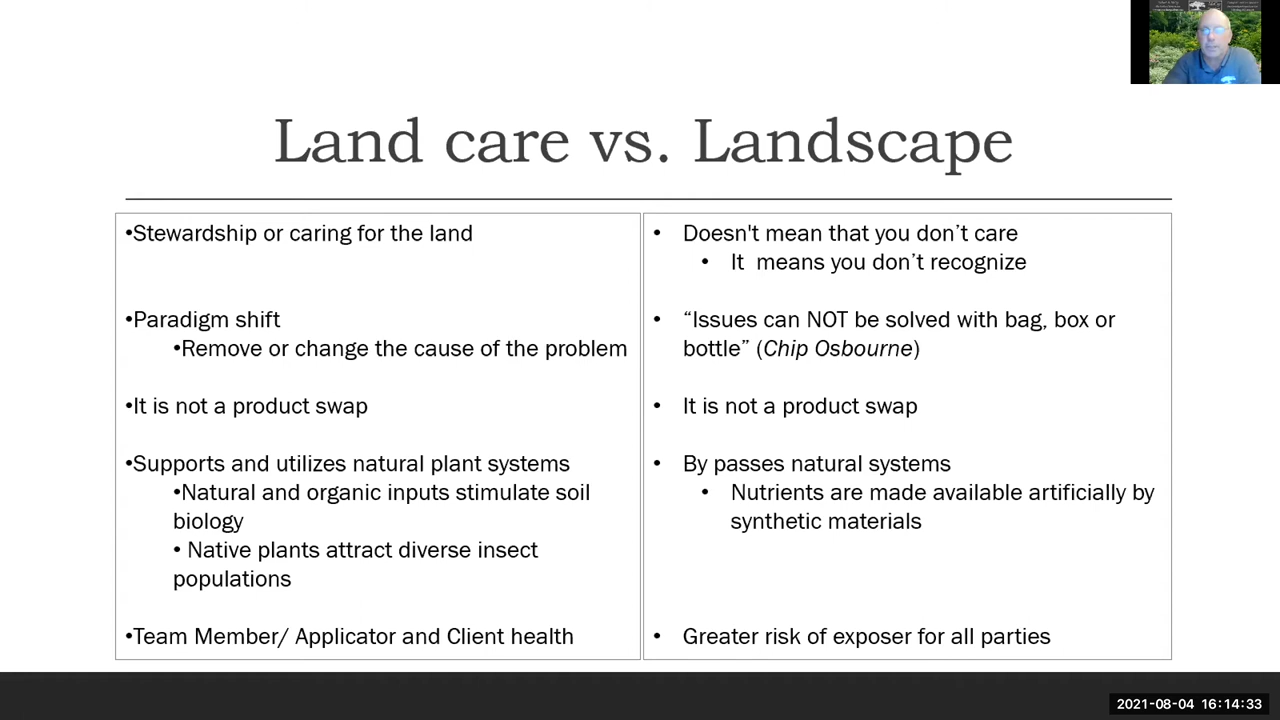 Land care vs. Landscape
•Stewardship or caring for the land
•Paradigm shift
•Remove or change the cause of the problem
•It is not a product swap
•Supports and utilizes natural plant systems
•Natural and organic inputs stimulate soil
biology
• Native plants attract diverse insect
populations
•Team Member/ Applicator and Client health
• Doesn't mean that you don’t care
• It  means you don’t recognize
• “Issues can NOT be solved with bag, box or
bottle” (Chip Osbourne)
• It is not a product swap
• By passes natural systems
• Nutrients are made available artificially by
synthetic materials
• Greater risk of exposer for all parties
2021-08-04 16:14:33